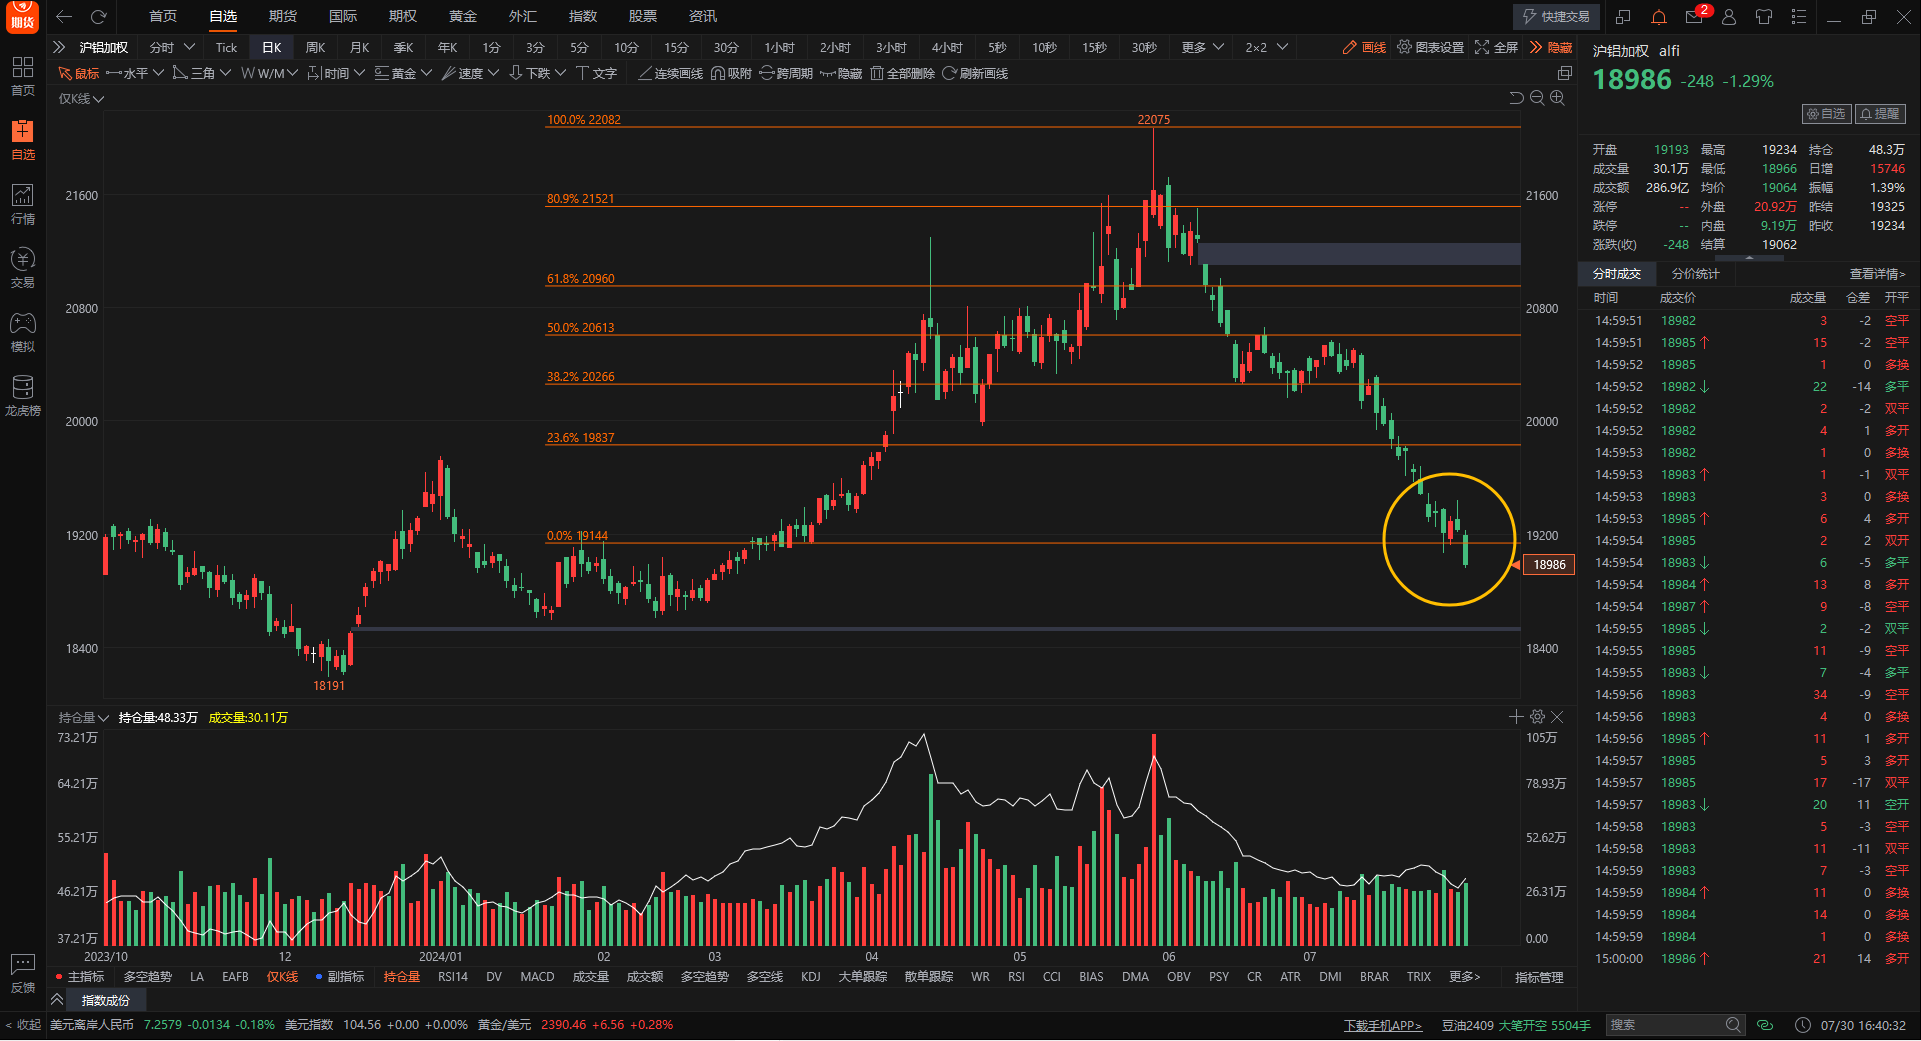 期货
首页 自选 期货 国际 期权 黄金 外汇 指数 股票 资讯
快捷交易 2
沪铝加权 分时 Tick 日K 周K 月K 季K 年K 1分 3分 5分 10分 15分 30分 1小时 2小时 3小时 4小时 5秒 10秒 15秒 30秒 更多 2×2 画线 图表设置 全屏 隐藏
鼠标 水平 三角 W/M 时间 黄金 速度 下跌 文字 连续画线 吸附 跨周期 隐藏 全部删除 刷新画线
首页
自选
行情
交易
模拟
龙虎榜
反馈
< 收起
仅K线
100.0% 22082
22075
21600 21600
80.9% 21521
61.8% 20960
20800 20800
50.0% 20613
38.2% 20266
20000 20000
23.6% 19837
19200 0.0% 19144 19200
18986
18400 18400
18191
持仓量 持仓量:48.33万 成交量:30.11万
73.21万 105万
64.21万 78.93万
55.21万 52.62万
46.21万 26.31万
37.21万 0.00
2023/10 12 2024/01 02 03 04 05 06 07
主指标 多空趋势 LA EAFB 仅K线 副指标 持仓量 RSI14 DV MACD 成交量 成交额 多空趋势 多空线 KDJ 大单跟踪 散单跟踪 WR RSI CCI BIAS DMA OBV PSY CR ATR DMI BRAR TRIX 更多> 指标管理
指数成份
沪铝加权 alfi
18986 -248 -1.29%
自选 提醒
开盘 19193 最高 19234 持仓 48.3万
成交量 30.1万 最低 18966 日增 15746
成交额 286.9亿 均价 19064 振幅 1.39%
涨停 -- 外盘 20.92万 昨结 19325
跌停 -- 内盘 9.19万 昨收 19234
涨跌(收) -248 结算 19062
分时成交 分价统计 查看详情>
时间 成交价 成交量 仓差 开平
14:59:51 18982 3 -2 空平
14:59:51 18985↑ 15 -2 空平
14:59:52 18985 1 0 多换
14:59:52 18982↓ 22 -14 多平
14:59:52 18982 2 -2 双平
14:59:52 18982 4 1 多开
14:59:53 18982 1 0 多换
14:59:53 18983↑ 1 -1 双平
14:59:53 18983 3 0 多换
14:59:53 18985↑ 6 4 多开
14:59:54 18985 2 2 双开
14:59:54 18983↓ 6 -5 多平
14:59:54 18984↑ 13 8 多开
14:59:54 18987↑ 9 -8 空平
14:59:55 18985↓ 2 -2 双平
14:59:55 18985 11 -9 空平
14:59:55 18983↓ 7 -4 多平
14:59:56 18983 34 -9 空平
14:59:56 18983 4 0 多换
14:59:56 18985↑ 11 1 多开
14:59:57 18985 5 3 多开
14:59:57 18985 17 -17 双平
14:59:57 18983↓ 20 11 空开
14:59:58 18983 5 -3 空平
14:59:58 18983 11 -11 双平
14:59:59 18983 7 -3 空平
14:59:59 18984↑ 11 0 多换
14:59:59 18984 14 0 多换
14:59:59 18984 1 0 多换
15:00:00 18986↑ 21 14 多开
美元离岸人民币 7.2579 -0.0134 -0.18% 美元指数 104.56 +0.00 +0.00% 黄金/美元 2390.46 +6.56 +0.28% 下载手机APP> 豆油2409 大笔开空 5504手 搜索 07/30 16:40:32